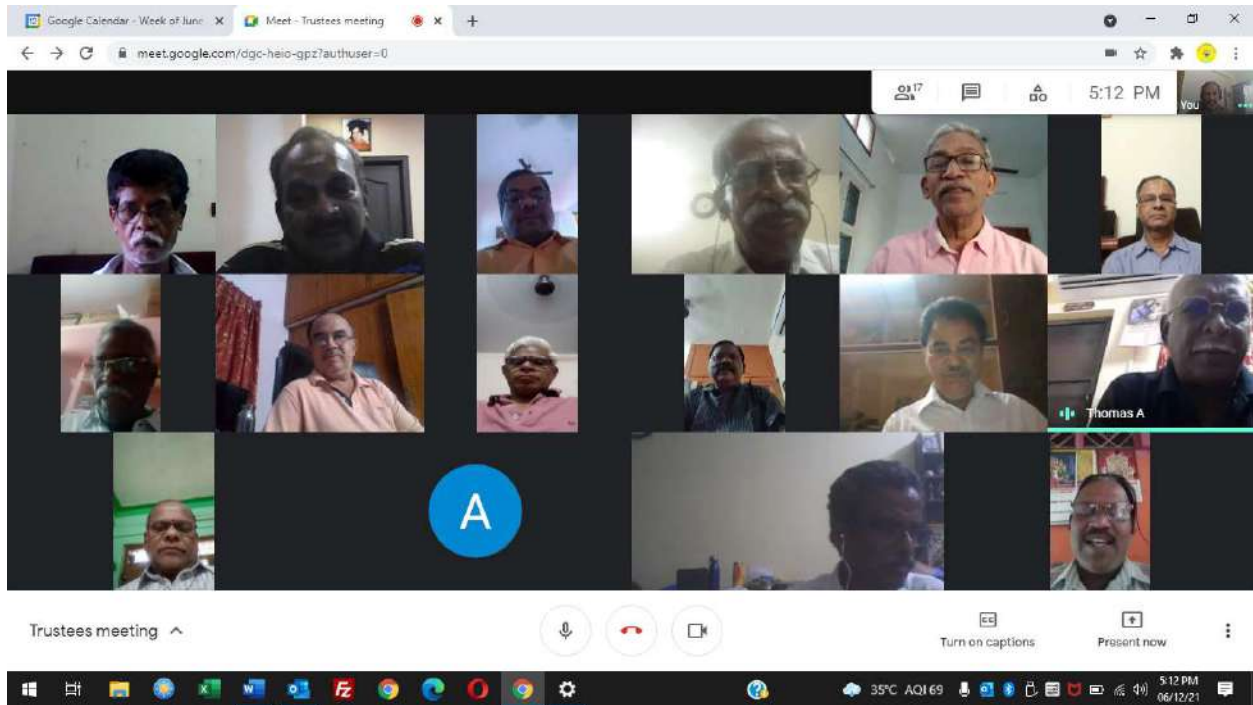 Google Calendar - Week of June
Meet - Trustees meeting
meet.google.com/dgc-heio-gpz?authuser=0
17
5:12 PM
You
Thomas A
A
Trustees meeting
Turn on captions
Present now
35°C AQI 69
5:12 PM
06/12/21